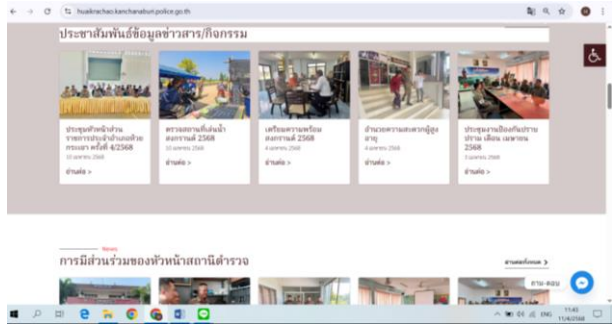 huaikrachao.kanchanaburi.police.go.th
ประชาสัมพันธ์ข้อมูลข่าวสาร/กิจกรรม
ประชุมหัวหน้าส่วน
ราชการประจำอำเภอห้วย
กระเจา ครั้งที่ 4/2568
10 เมษายน 2568
อ่านต่อ >
ตรวจสถานที่เล่นน้ำ
สงกรานต์ 2568
10 เมษายน 2568
อ่านต่อ >
เตรียมความพร้อม
สงกรานต์ 2568
4 เมษายน 2568
อ่านต่อ >
อำนวยความสะดวกผู้สูง
อายุ
4 เมษายน 2568
อ่านต่อ >
ประชุมงานป้องกันปราบ
ปราม เดือน เมษายน
2568
3 เมษายน 2568
อ่านต่อ >
News
การมีส่วนร่วมของหัวหน้าสถานีตำรวจ
อ่านทั้งหมด >
ถาม-ตอบ
ENG
11:43
11/4/2568